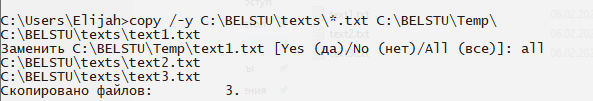 C:\Users\Elijah>copy /-y C:\BELSTU\texts\*.txt C:\BELSTU\Temp\
C:\BELSTU\texts\text1.txt
Заменить C:\BELSTU\Temp\text1.txt [Yes (да)/No (нет)/All (все)]: all
C:\BELSTU\texts\text2.txt
C:\BELSTU\texts\text3.txt
Скопировано файлов:         3.